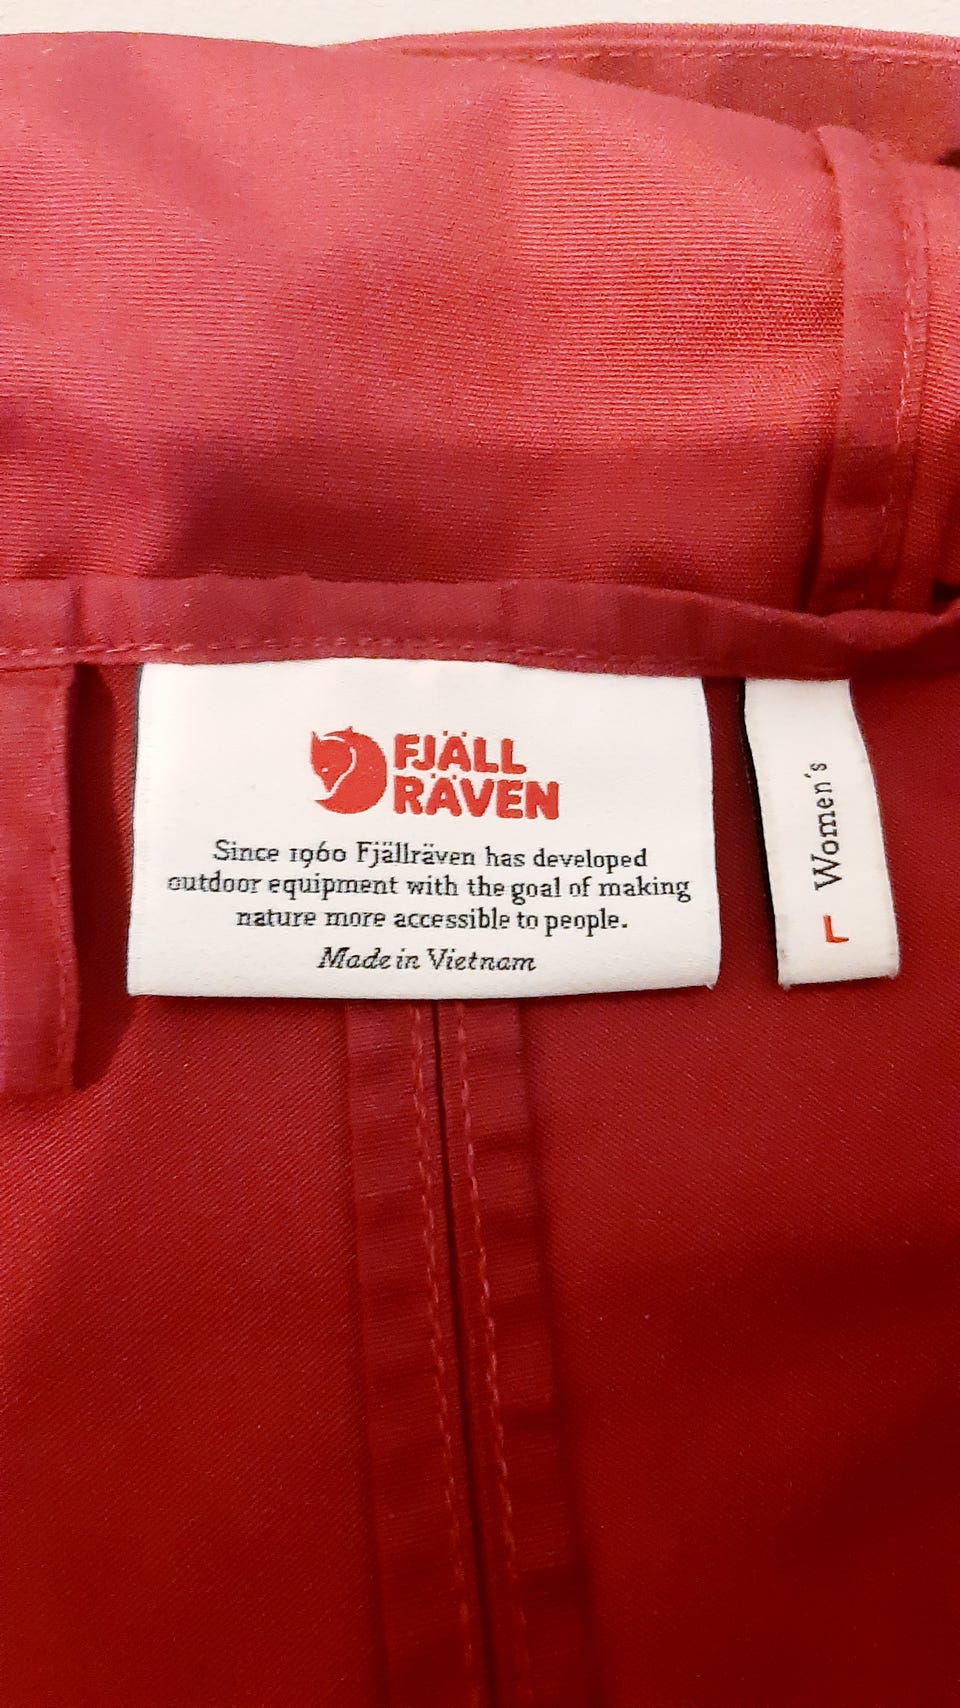 FJÄLL
RÄVEN
Since 1960 Fjällräven has developed
outdoor equipment with the goal of making
nature more accessible to people.
Made in Vietnam
Women's
L